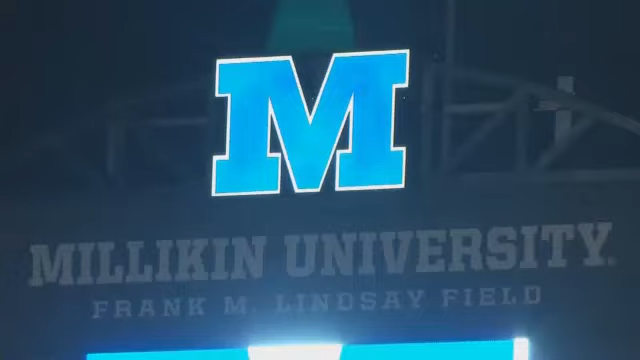 M
MILLIKIN UNIVERSITY.
FRANK M. LINDSAY FIELD